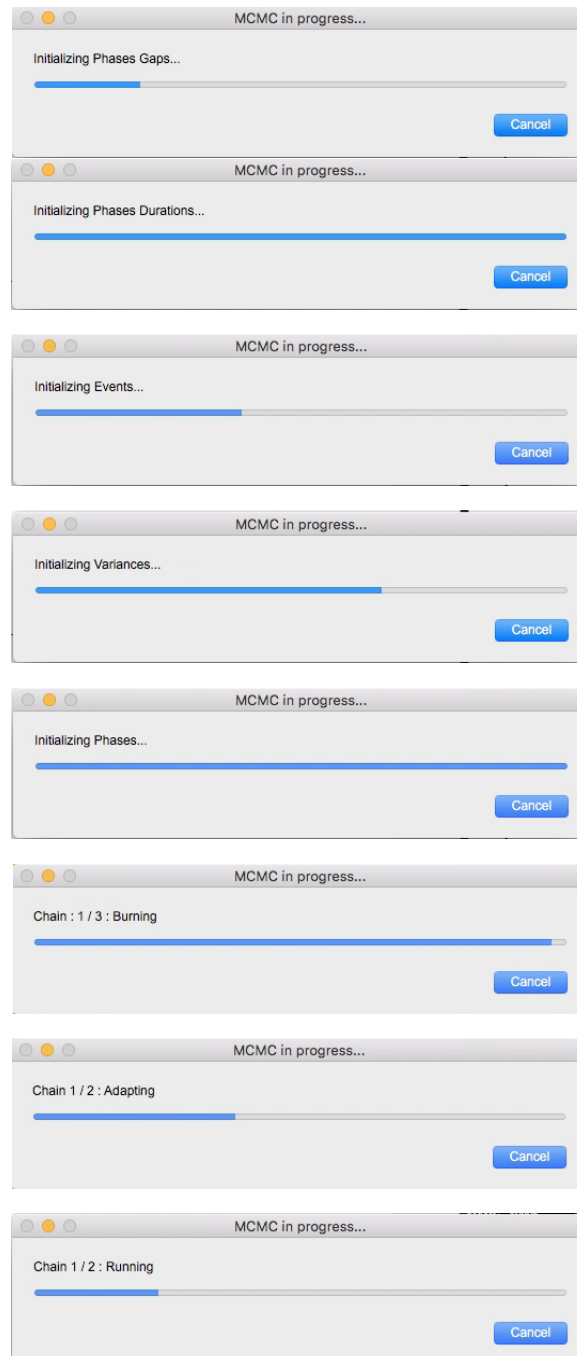 MCMC in progress...
Initializing Phases Gaps...
Cancel
MCMC in progress...
Initializing Phases Durations...
Cancel
MCMC in progress...
Initializing Events...
Cancel
MCMC in progress...
Initializing Variances...
Cancel
MCMC in progress...
Initializing Phases...
Cancel
MCMC in progress...
Chain : 1 / 3 : Burning
Cancel
MCMC in progress...
Chain 1 / 2 : Adapting
Cancel
MCMC in progress...
Chain 1 / 2 : Running
Cancel